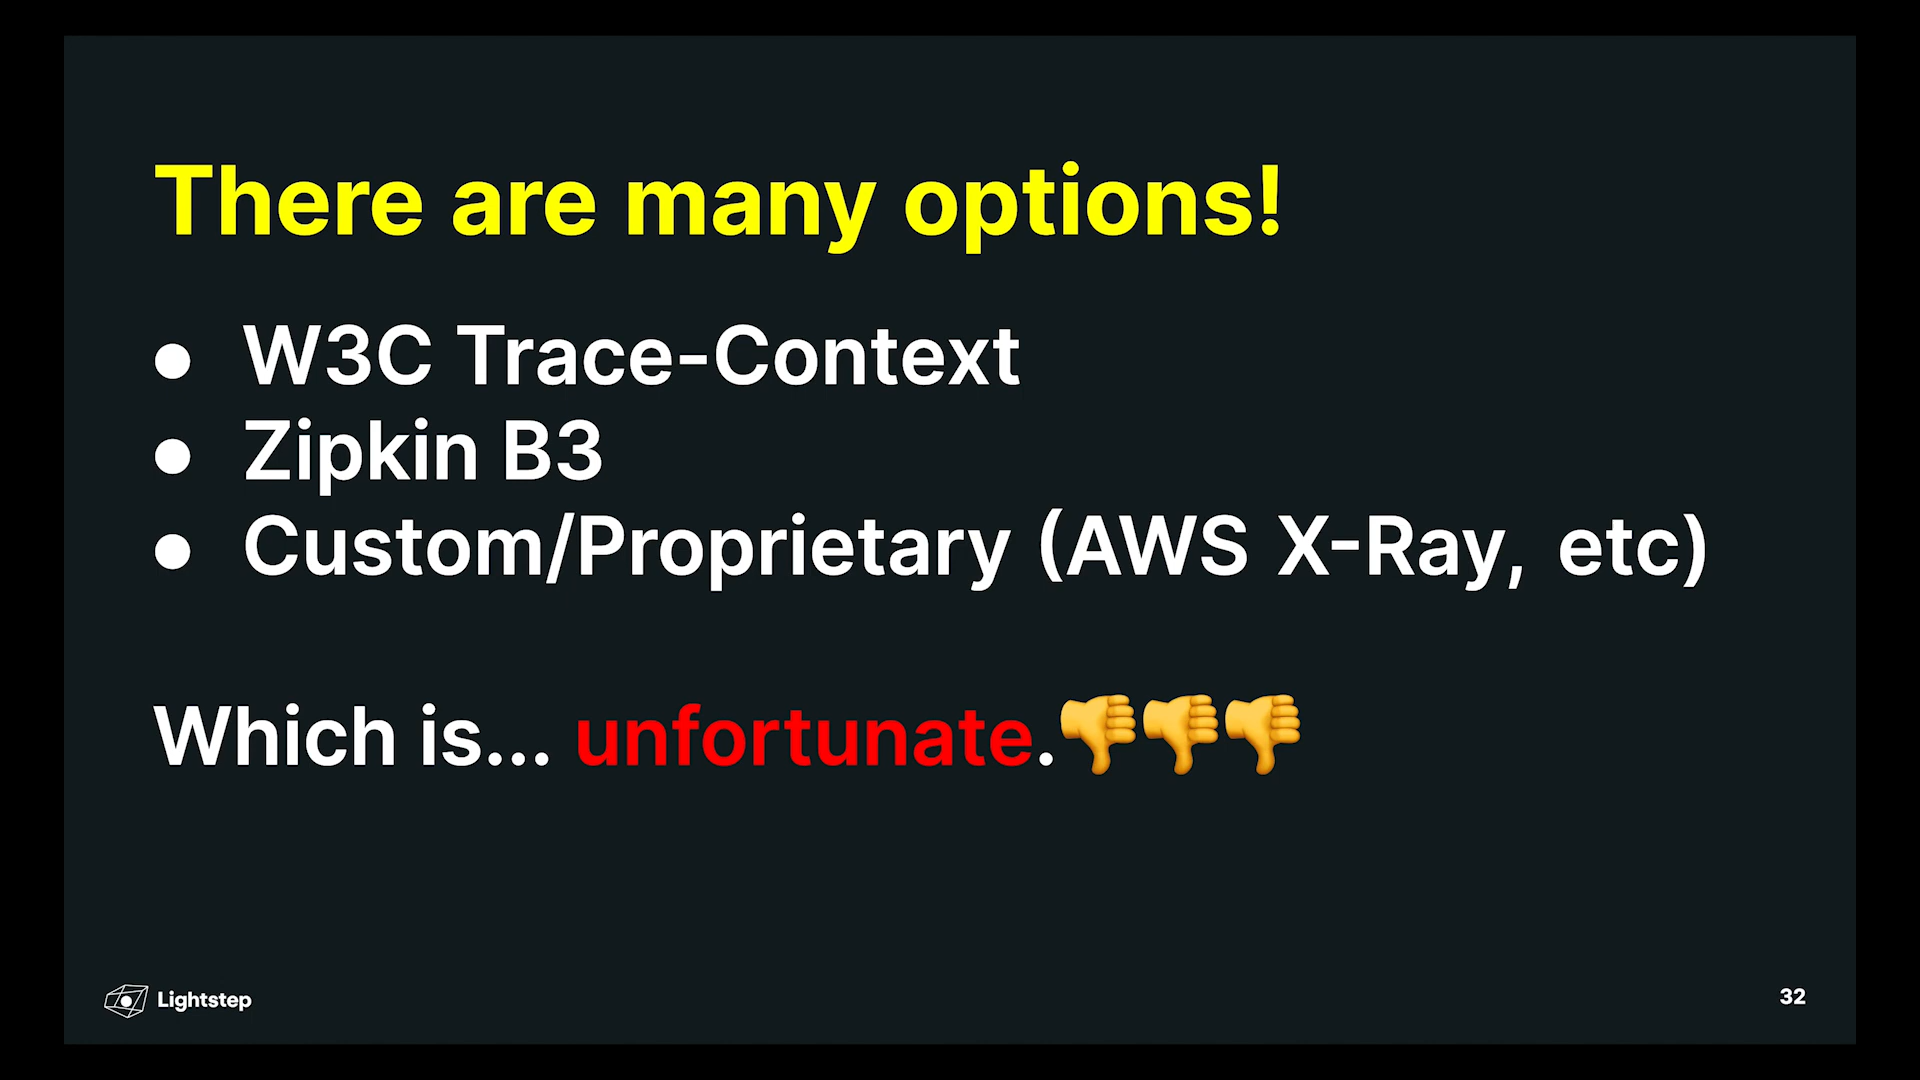 There are many options!
● W3C Trace-Context
● Zipkin B3
● Custom/Proprietary (AWS X-Ray, etc)
Which is... unfortunate.👎👎👎
Lightstep
32